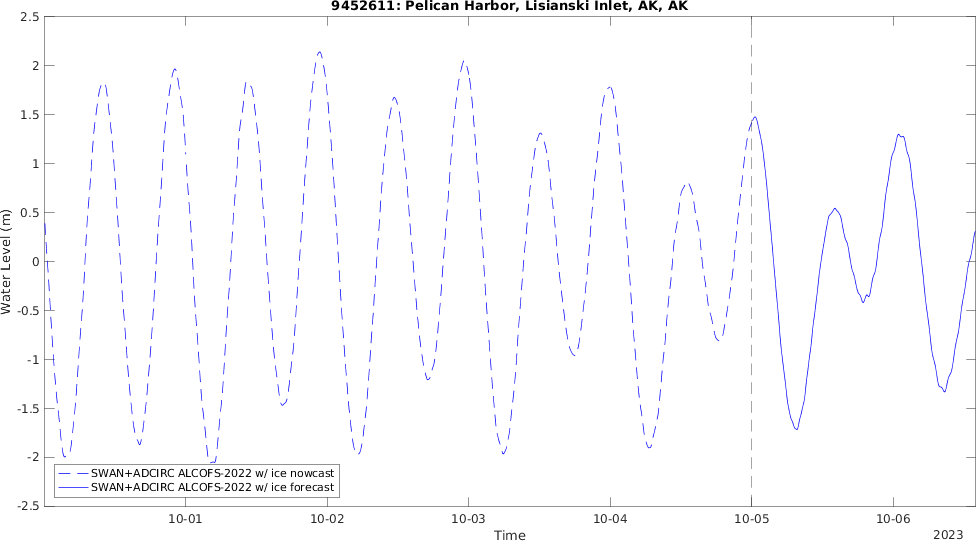 9452611: Pelican Harbor, Lisianski Inlet, AK, AK
2.5
2
1.5
1
0.5
0
-0.5
-1
-1.5
-2
-2.5
Water Level (m)
SWAN+ADCIRC ALCOFS-2022 w/ ice nowcast
SWAN+ADCIRC ALCOFS-2022 w/ ice forecast
10-01 10-02 10-03 10-04 10-05 10-06
Time
2023